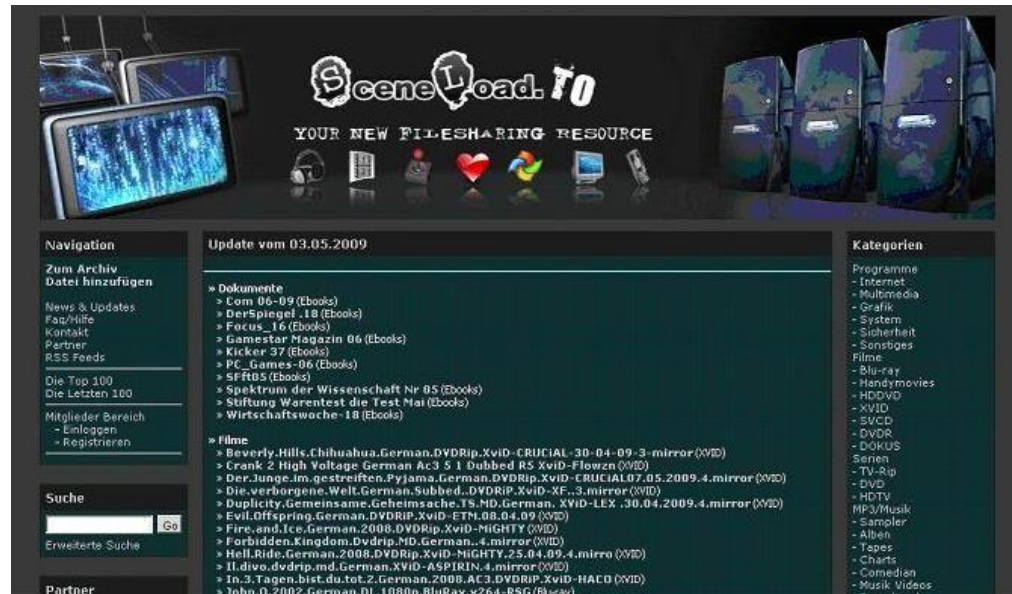 SceneLoad.TO
YOUR NEW FILESHARING RESOURCE
Navigation
Zum Archiv
Datei hinzufügen
News & Updates
Faq/Hilfe
Kontakt
Partner
RSS Feeds
Die Top 100
Die Letzten 100
Mitglieder Bereich
- Einloggen
- Registrieren
Suche
Go
Erweiterte Suche
Partner
Update vom 03.05.2009
» Dokumente
» Com 06-09 (Ebooks)
» DerSpiegel .18 (Ebooks)
» Focus_16 (Ebooks)
» Gamestar Magazin 06 (Ebooks)
» Kicker 37 (Ebooks)
» PC_Games-06 (Ebooks)
» SFft05 (Ebooks)
» Spektrum der Wissenschaft Nr 05 (Ebooks)
» Stiftung Warentest die Test Mai (Ebooks)
» Wirtschaftswoche-18 (Ebooks)
» Filme
» Beverly.Hills.Chihuahua.German.DVDRip.XviD-CRUCiAL-30-04-09-3-mirror (XVID)
» Crank 2 High Voltage German Ac3 5 1 Dubbed R5 XviD-Flowzn (XVID)
» Der.Junge.im.gestreiften.Pyjama.German.DVDRip.XviD-CRUCiAL07.05.2009.4.mirror (XVID)
» Die.verborgene.Welt.German.Subbed..DVDRiP.XviD-XF..3.mirror (XVID)
» Duplicity.Gemeinsame.Geheimsache.TS.MD.German. XViD-LEX .30.04.2009.4.mirror (XVID)
» Evil.Offspring.German.DVDRiP.XviD-ETM.08.04.09 (XVID)
» Fire.and.Ice.German.2008.DVDRip.XviD-MiGHTY (XVID)
» Forbidden.Kingdom.Dvdrip.MD.German..4.mirror (XVID)
» Hell.Ride.German.2008.DVDRip.XviD-MiGHTY.25.04.09.4.mirro (XVID)
» Il.divo.dvdrip.md.German.XViD-ASPIRIN.4.mirror (XVID)
» In.3.Tagen.bist.du.tot.2.German.2008.AC3.DVDRiP.XviD-HACO (XVID)
» John.Q.2002.German.DL.1080p.BluRay.x264-RSG (Blu-ray)
Kategorien
Programme
- Internet
- Multimedia
- Grafik
- System
- Sicherheit
- Sonstiges
Filme
- Blu-ray
- Handymovies
- HDDVD
- XVID
- SVCD
- DVDR
- DOKUS
Serien
- TV-Rip
- DVD
- HDTV
MP3/Musik
- Sampler
- Alben
- Tapes
- Charts
- Comedian
- Musik Videos